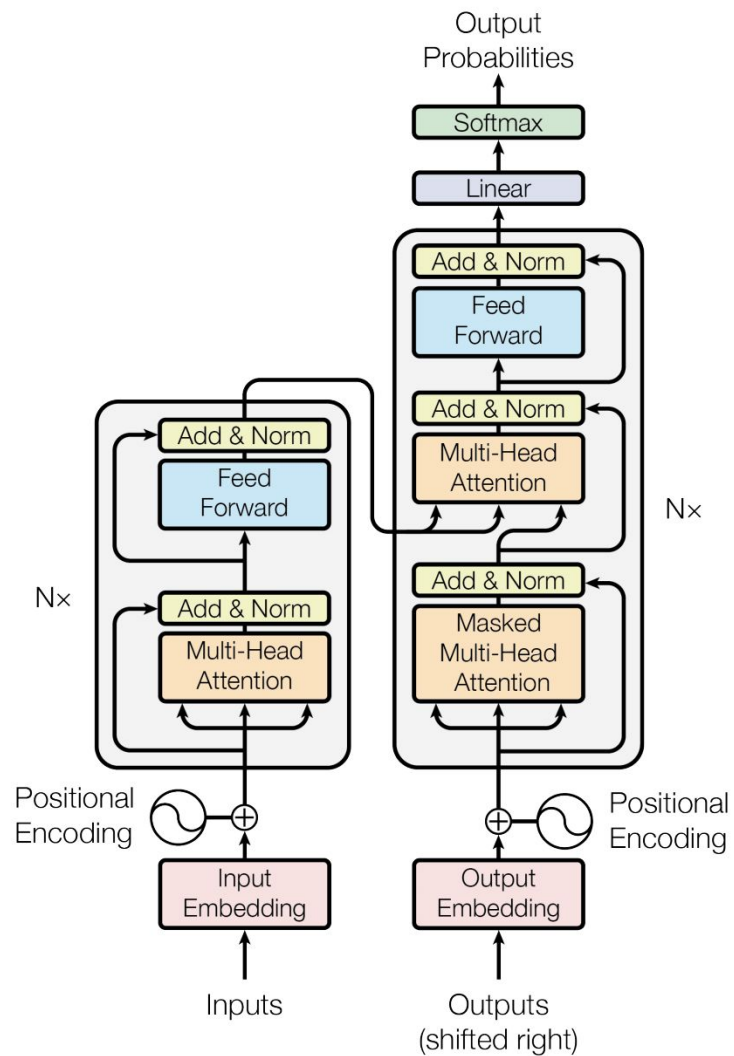 Output
Probabilities
Softmax
Linear
Add & Norm
Feed
Forward
Add & Norm
Multi-Head
Attention
Add & Norm
Masked
Multi-Head
Attention
N×
Add & Norm
Feed
Forward
Add & Norm
Multi-Head
Attention
N×
Positional
Encoding
Positional
Encoding
Input
Embedding
Output
Embedding
Inputs
Outputs
(shifted right)